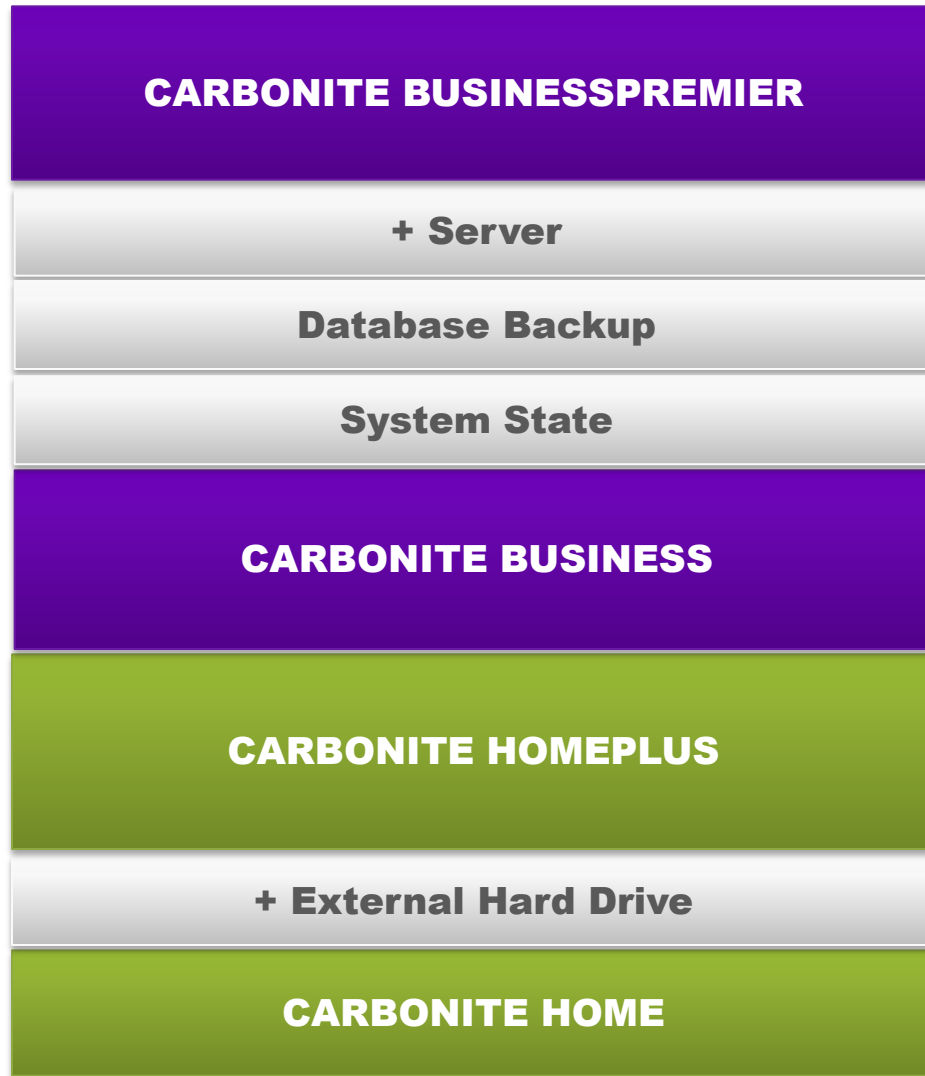 CARBONITE BUSINESSPREMIER
+ Server
Database Backup
System State
CARBONITE BUSINESS
CARBONITE HOMEPLUS
+ External Hard Drive
CARBONITE HOME